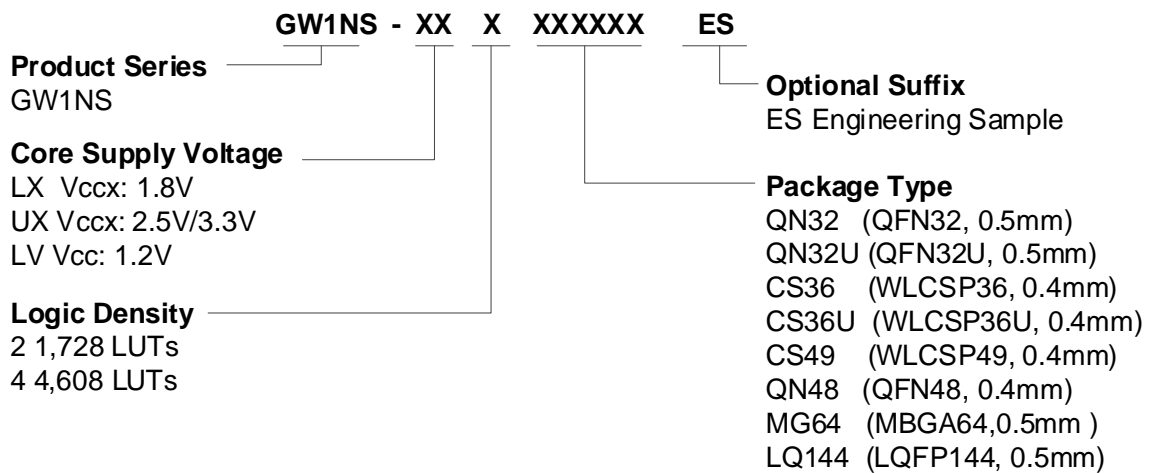 GW1NS - XX X XXXXXX ES
Product Series
GW1NS
Core Supply Voltage
LX Vccx: 1.8V
UX Vccx: 2.5V/3.3V
LV Vcc: 1.2V
Logic Density
2 1,728 LUTs
4 4,608 LUTs
Optional Suffix
ES Engineering Sample
Package Type
QN32 (QFN32, 0.5mm)
QN32U (QFN32U, 0.5mm)
CS36 (WLCSP36, 0.4mm)
CS36U (WLCSP36U, 0.4mm)
CS49 (WLCSP49, 0.4mm)
QN48 (QFN48, 0.4mm)
MG64 (MBGA64,0.5mm )
LQ144 (LQFP144, 0.5mm)